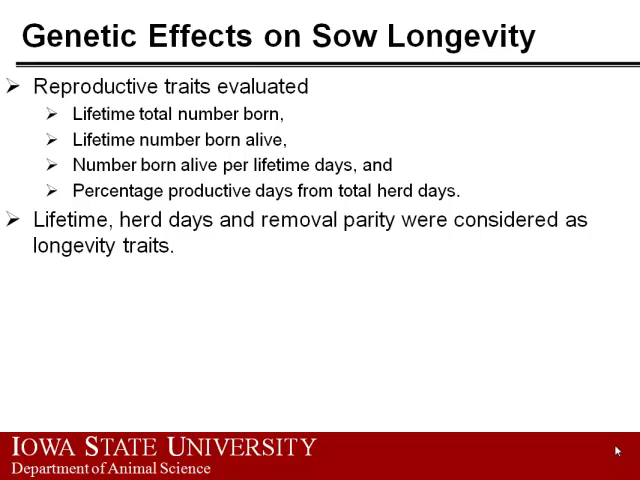 Genetic Effects on Sow Longevity
Reproductive traits evaluated
Lifetime total number born,
Lifetime number born alive,
Number born alive per lifetime days, and
Percentage productive days from total herd days.
Lifetime, herd days and removal parity were considered as
longevity traits.
IOWA STATE UNIVERSITY
Department of Animal Science